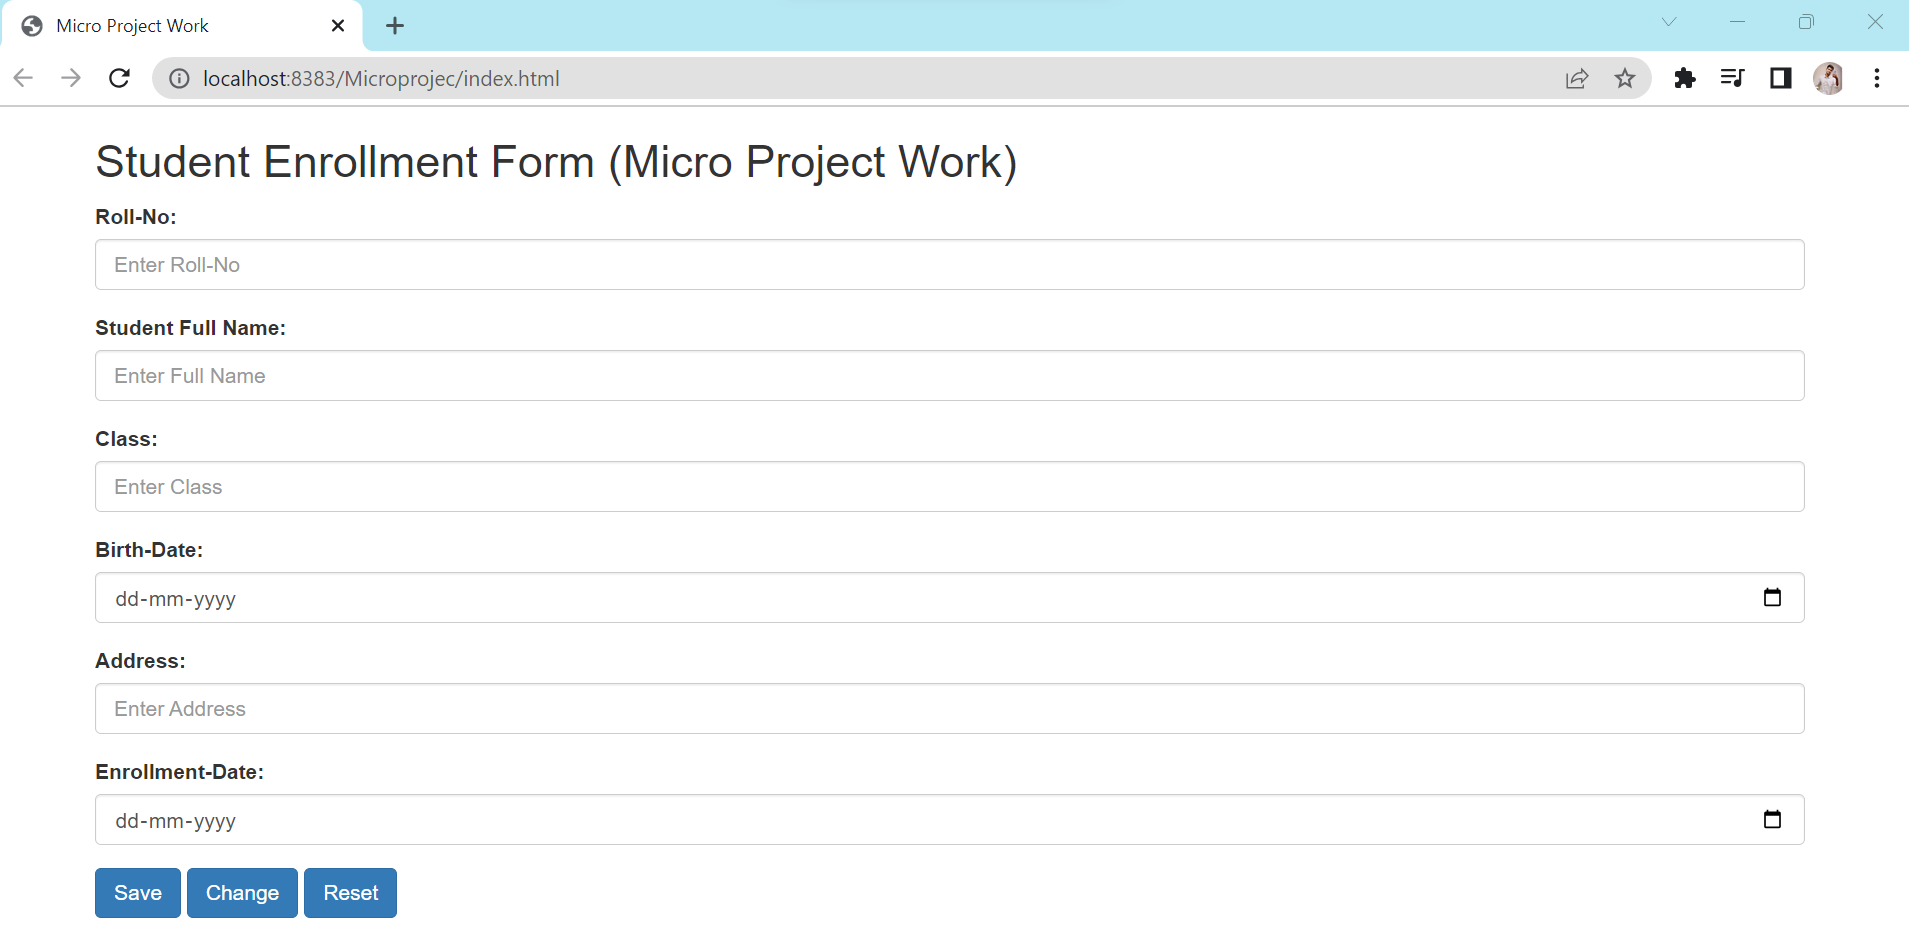 Micro Project Work
localhost:8383/Microprojec/index.html
Student Enrollment Form (Micro Project Work)
Roll-No:
Enter Roll-No
Student Full Name:
Enter Full Name
Class:
Enter Class
Birth-Date:
dd-mm-yyyy
Address:
Enter Address
Enrollment-Date:
dd-mm-yyyy
Save Change Reset